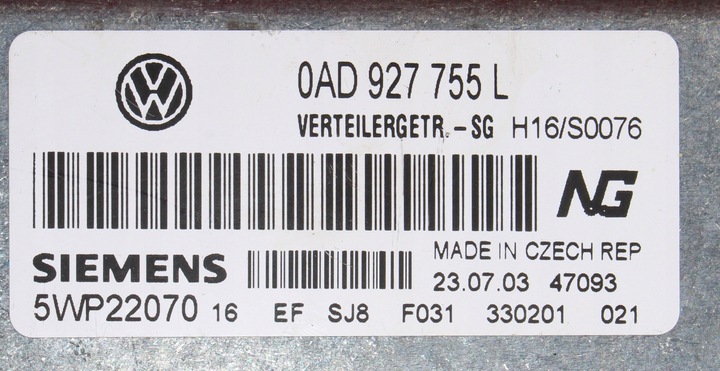 0AD 927 755 L
VERTEILERGETR.-SG H16/S0076
NG
SIEMENS
MADE IN CZECH REP
23.07.03 47093
5WP22070 16 EF SJ8 F031 330201 021